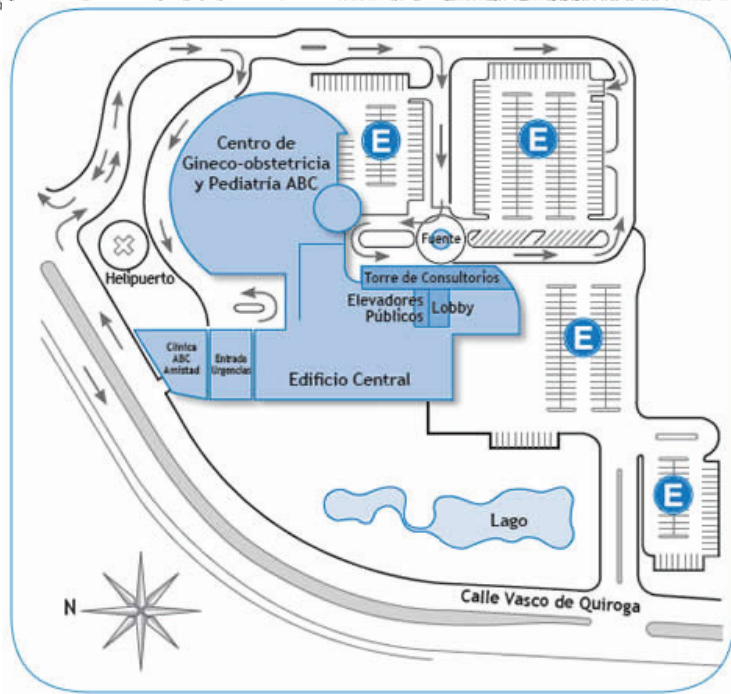 Centro de
Gineco-obstetricia
y Pediatría ABC
E
E
Fuente
Helipuerto
Torre de Consultorios
Elevadores
Públicos
Lobby
E
Clínica
ABC
Amistad
Entrada
Urgencias
Edificio Central
E
Lago
Calle Vasco de Quiroga
N